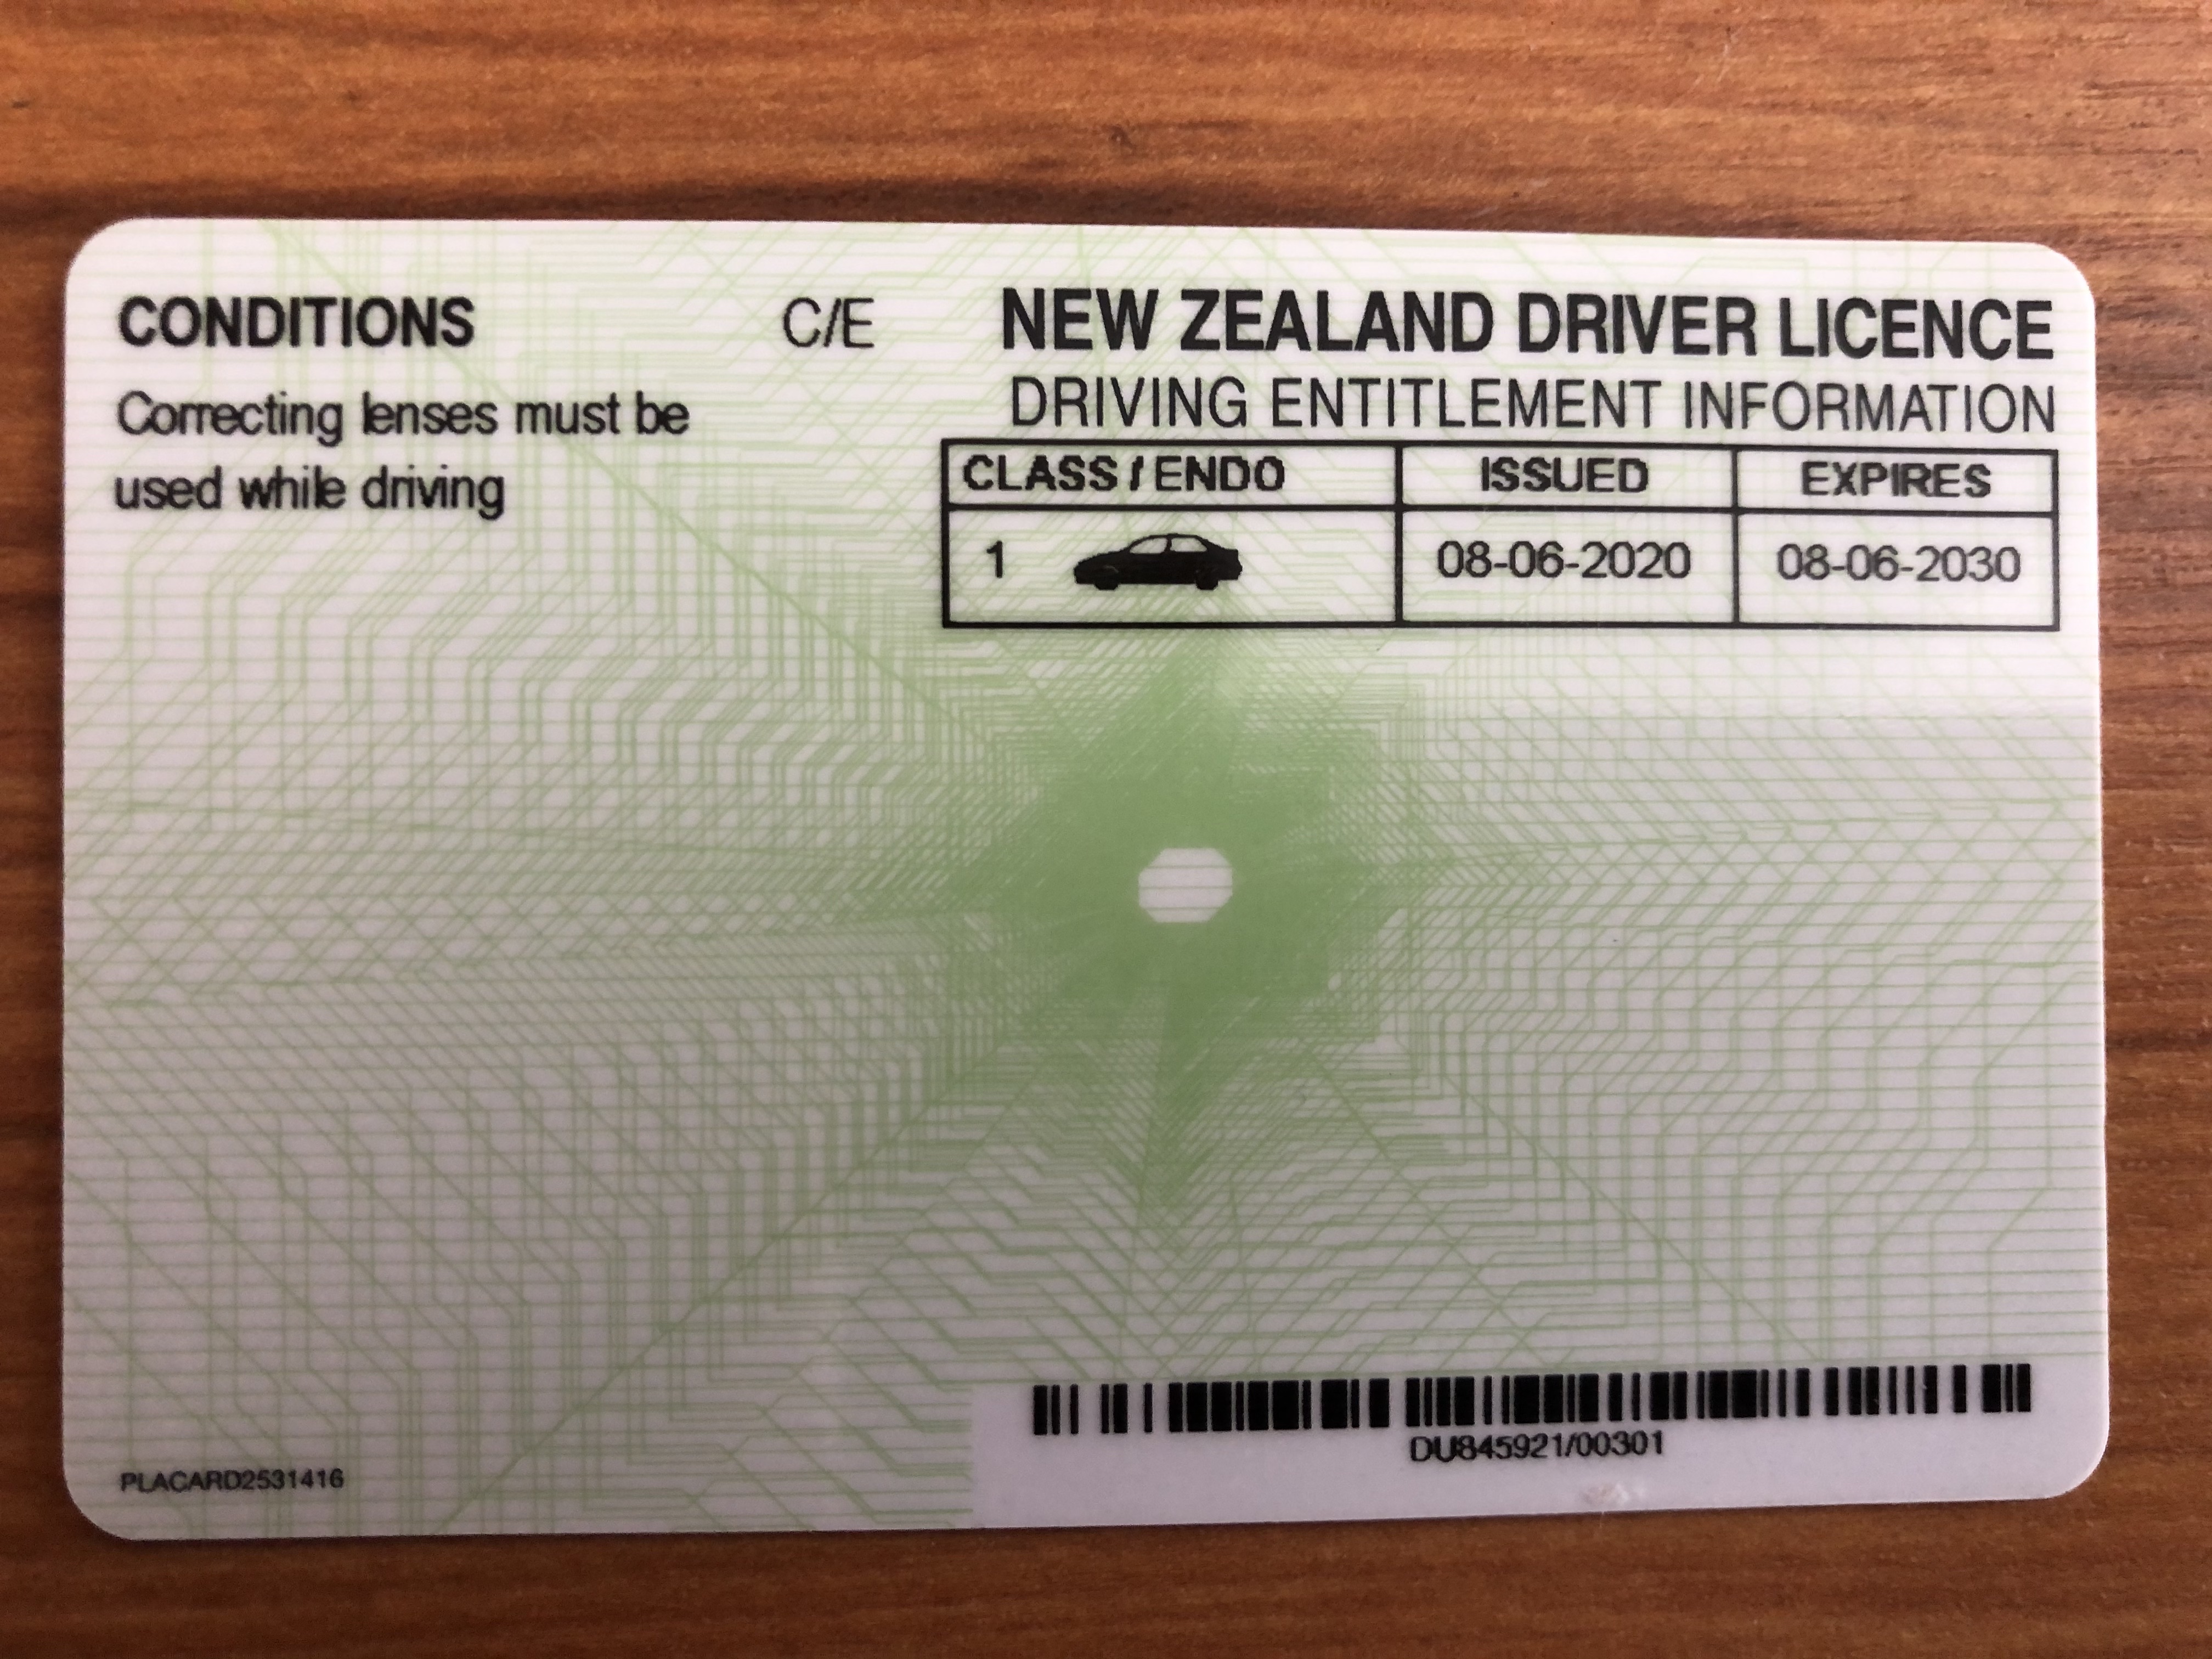 CONDITIONS C/E
Correcting lenses must be
used while driving
NEW ZEALAND DRIVER LICENCE
DRIVING ENTITLEMENT INFORMATION
CLASS / ENDO ISSUED EXPIRES
1 08-06-2020 08-06-2030
DU845921/00301
PLACARD2531416